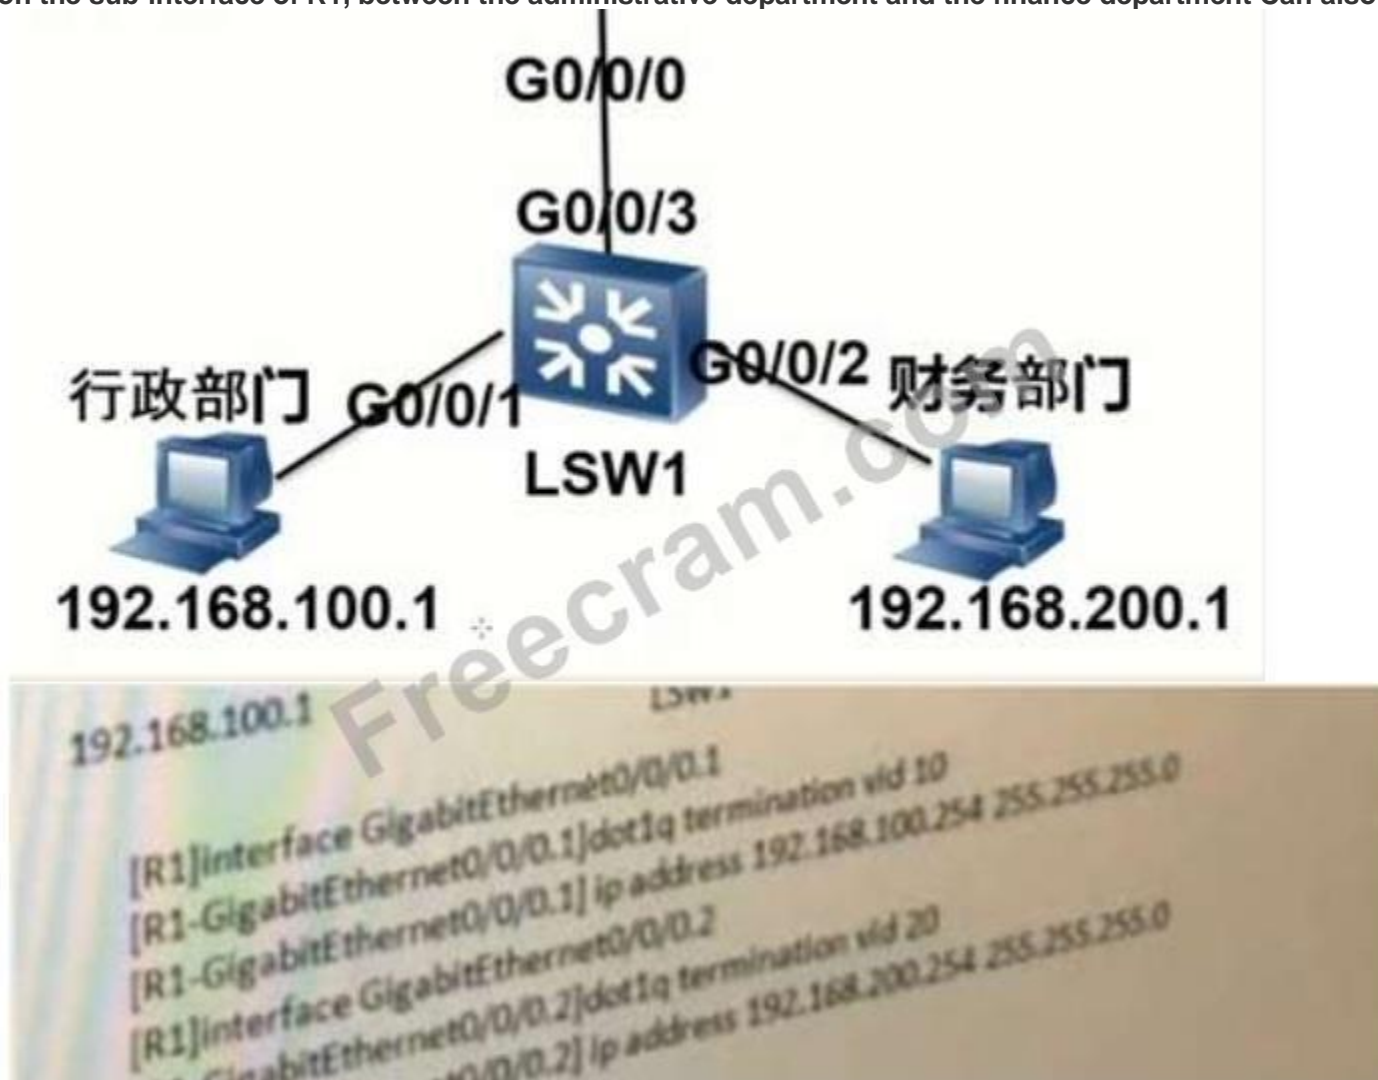 on the sub-interface of R1, between the administrative department and the finance department Can also
G0/0/0
G0/0/3
行政部门 G0/0/1
G0/0/2 财务部门
LSW1
192.168.100.1
192.168.200.1
Freecram.com
192.168.100.1
LSW1
[R1]interface GigabitEthernet0/0/0.1
[R1-GigabitEthernet0/0/0.1]dot1q termination vid 10
[R1-GigabitEthernet0/0/0.1] ip address 192.168.100.254 255.255.255.0
[R1]interface GigabitEthernet0/0/0.2
GigabitEthernet0/0/0.2]dot1q termination vid 20
0/0/0.2] ip address 192.168.200.254 255.255.255.0